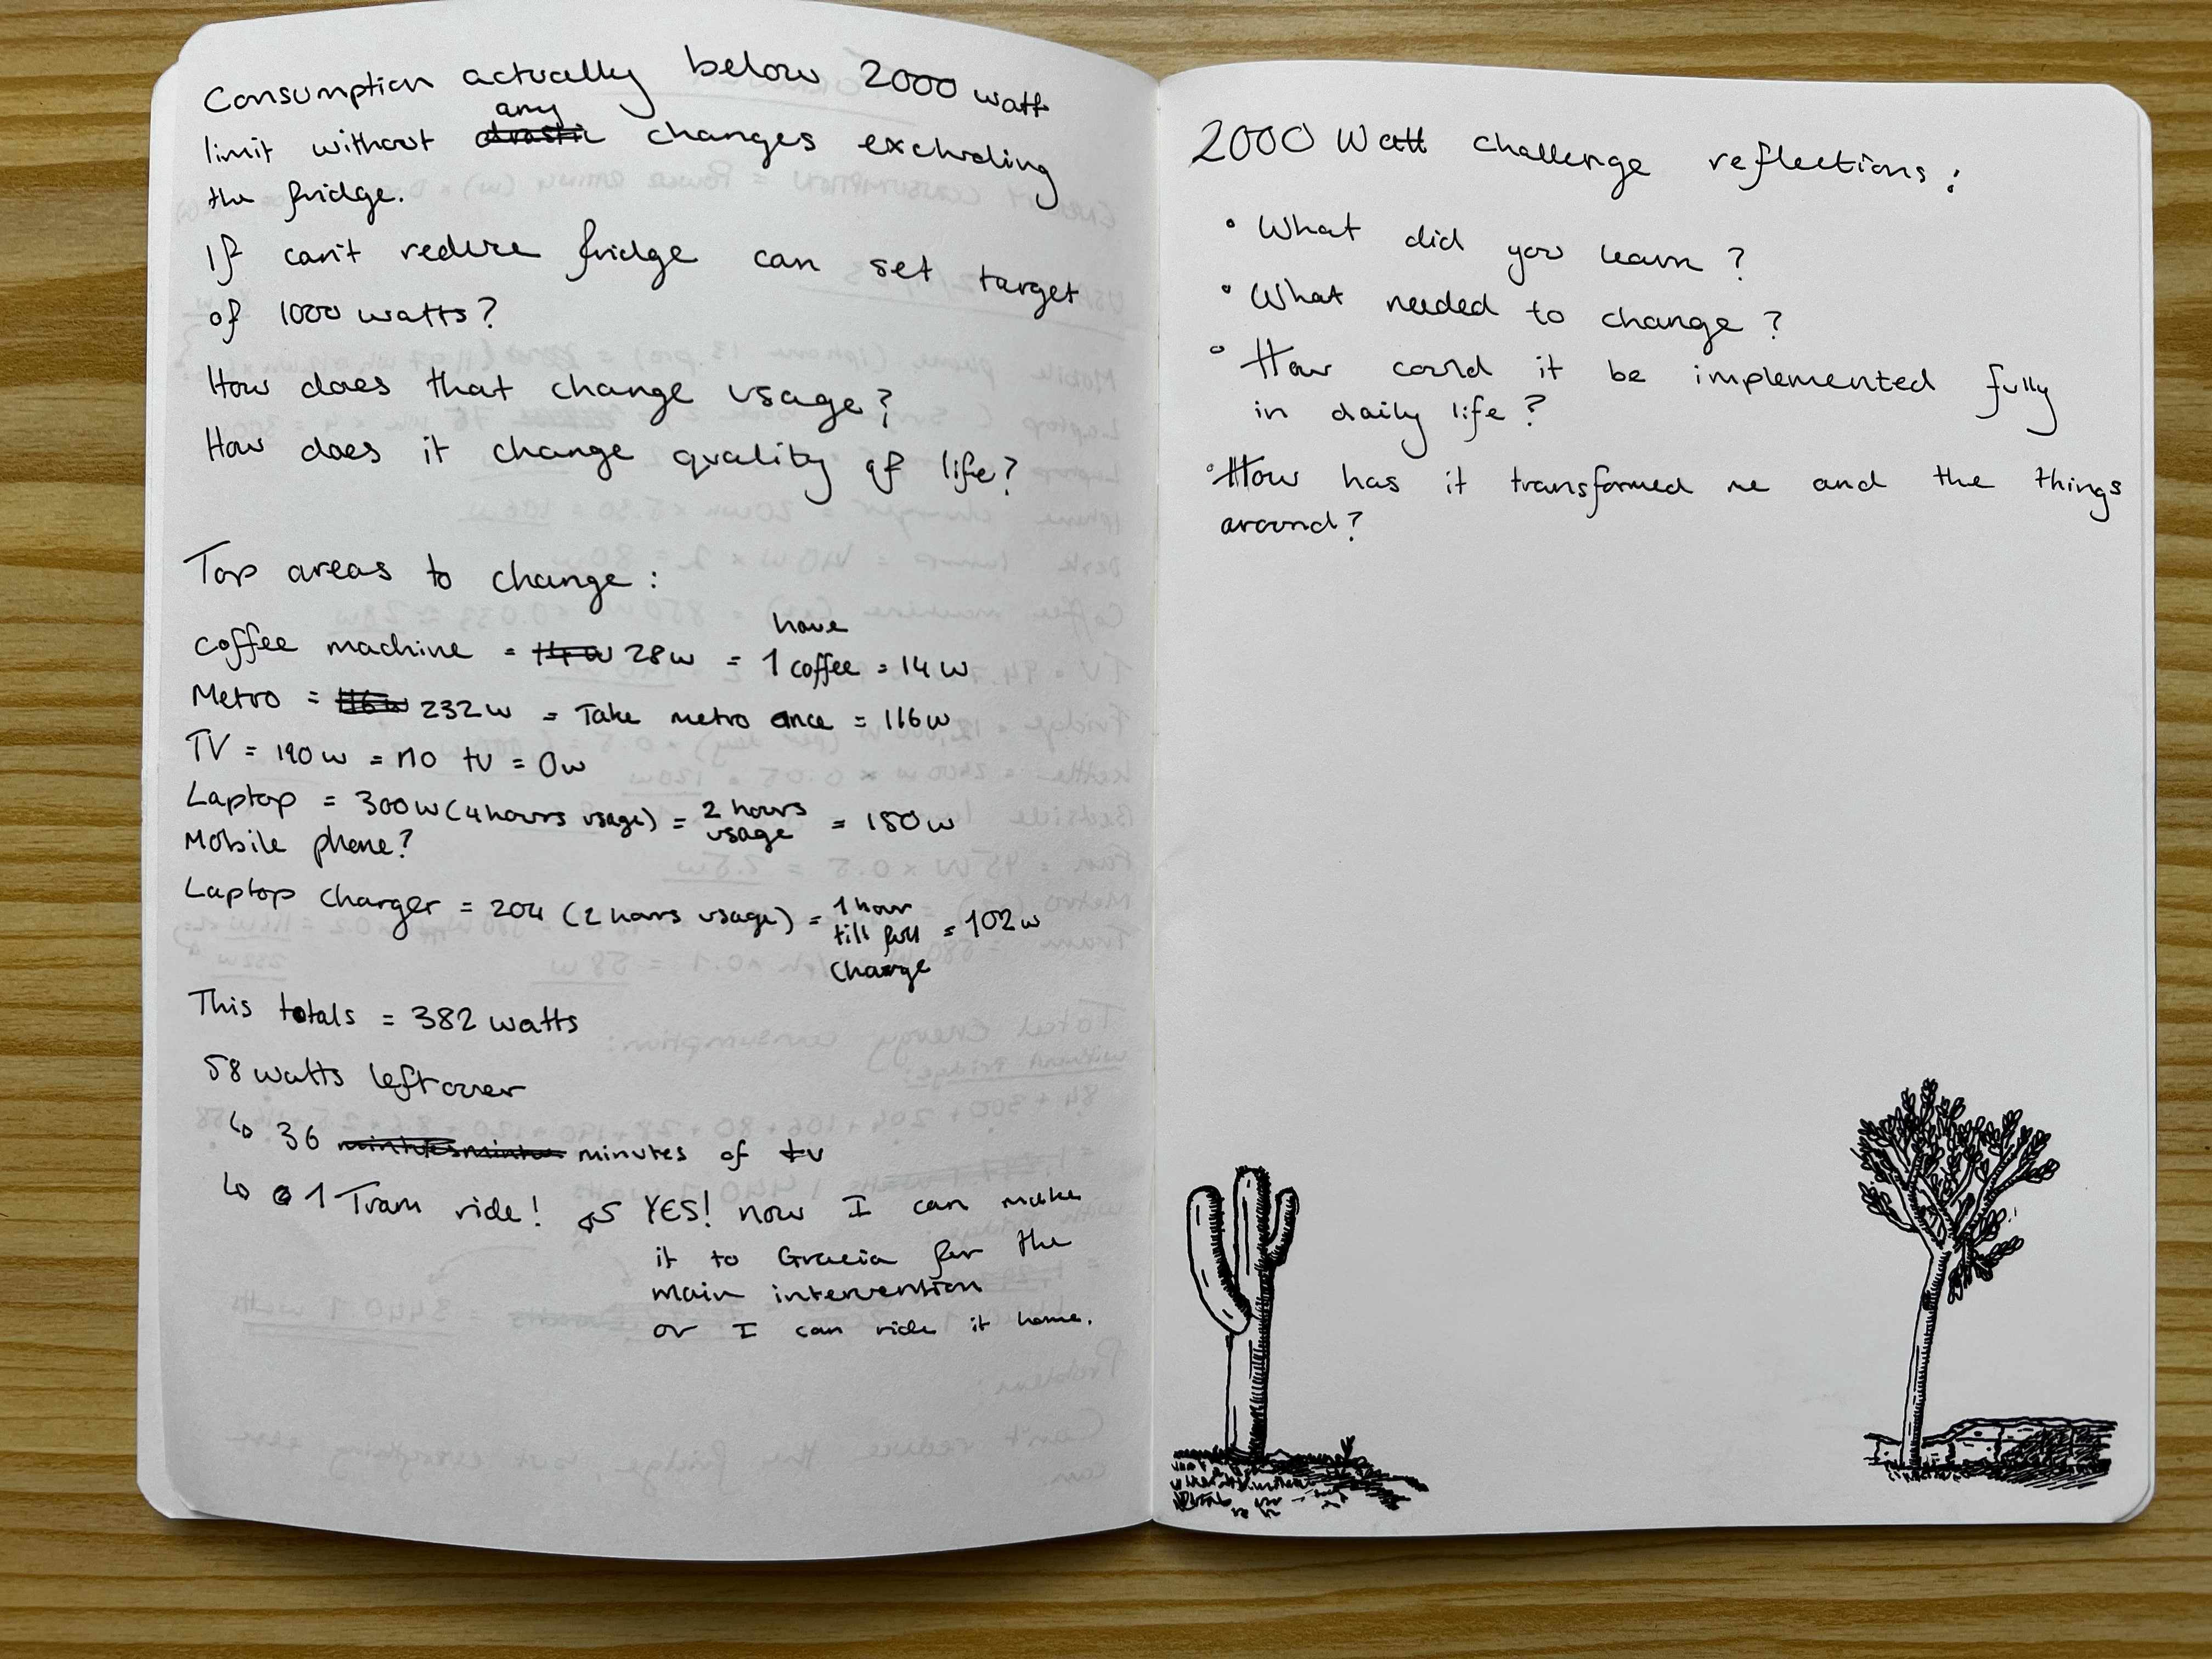 Consumption actually below 2000 watt
any
limit without drastic changes excluding
the fridge.
If can't reduce fridge can set target
of 1000 watts?
How does that change usage?
How does it change quality of life?
Top areas to change:
have
coffee machine = 28w = 1 coffee = 14w
Metro = 116w 232w = Take metro once = 116w
TV = 190w = no tv = 0w
Laptop = 300w (4 hours usage) = 2 hours usage = 150w
Mobile phone?
Laptop charger = 204 (2 hours usage) = 1 hour till full charge = 102w
This totals = 382 watts
58 watts leftover
↳ 36 minutes of tv
↳ 1 Tram ride! YES! now I can make
it to Gracia for the
main intervention
or I can ride it home.
2000 Watt challenge reflections:
• What did you learn?
• What needed to change?
• How could it be implemented fully
in daily life?
• How has it transformed me and the things
around?